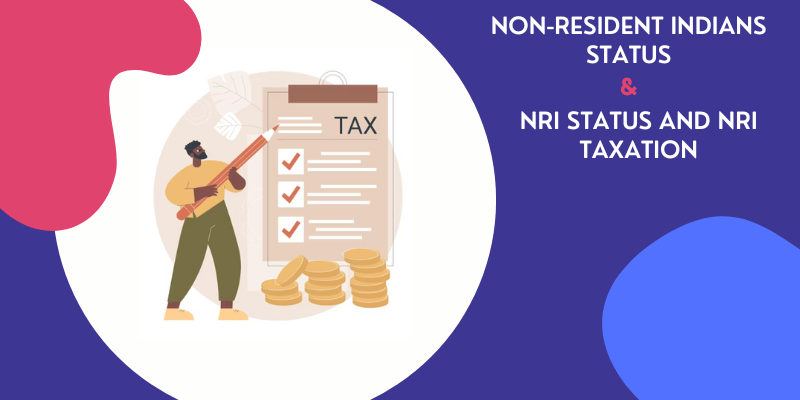 NON-RESIDENT INDIANS
STATUS
&
NRI STATUS AND NRI
TAXATION
TAX